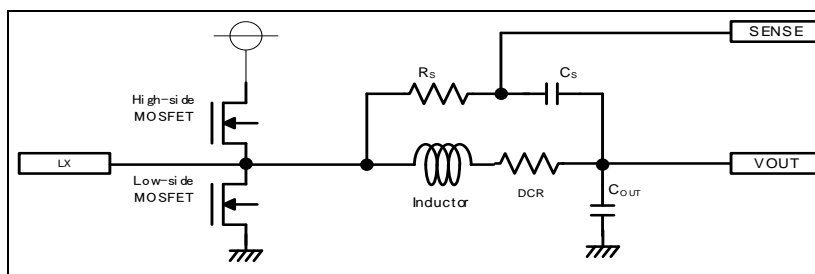 SENSE
RS
CS
High-side
MOSFET
LX
VOUT
Low-side
MOSFET
Inductor
DCR
COUT